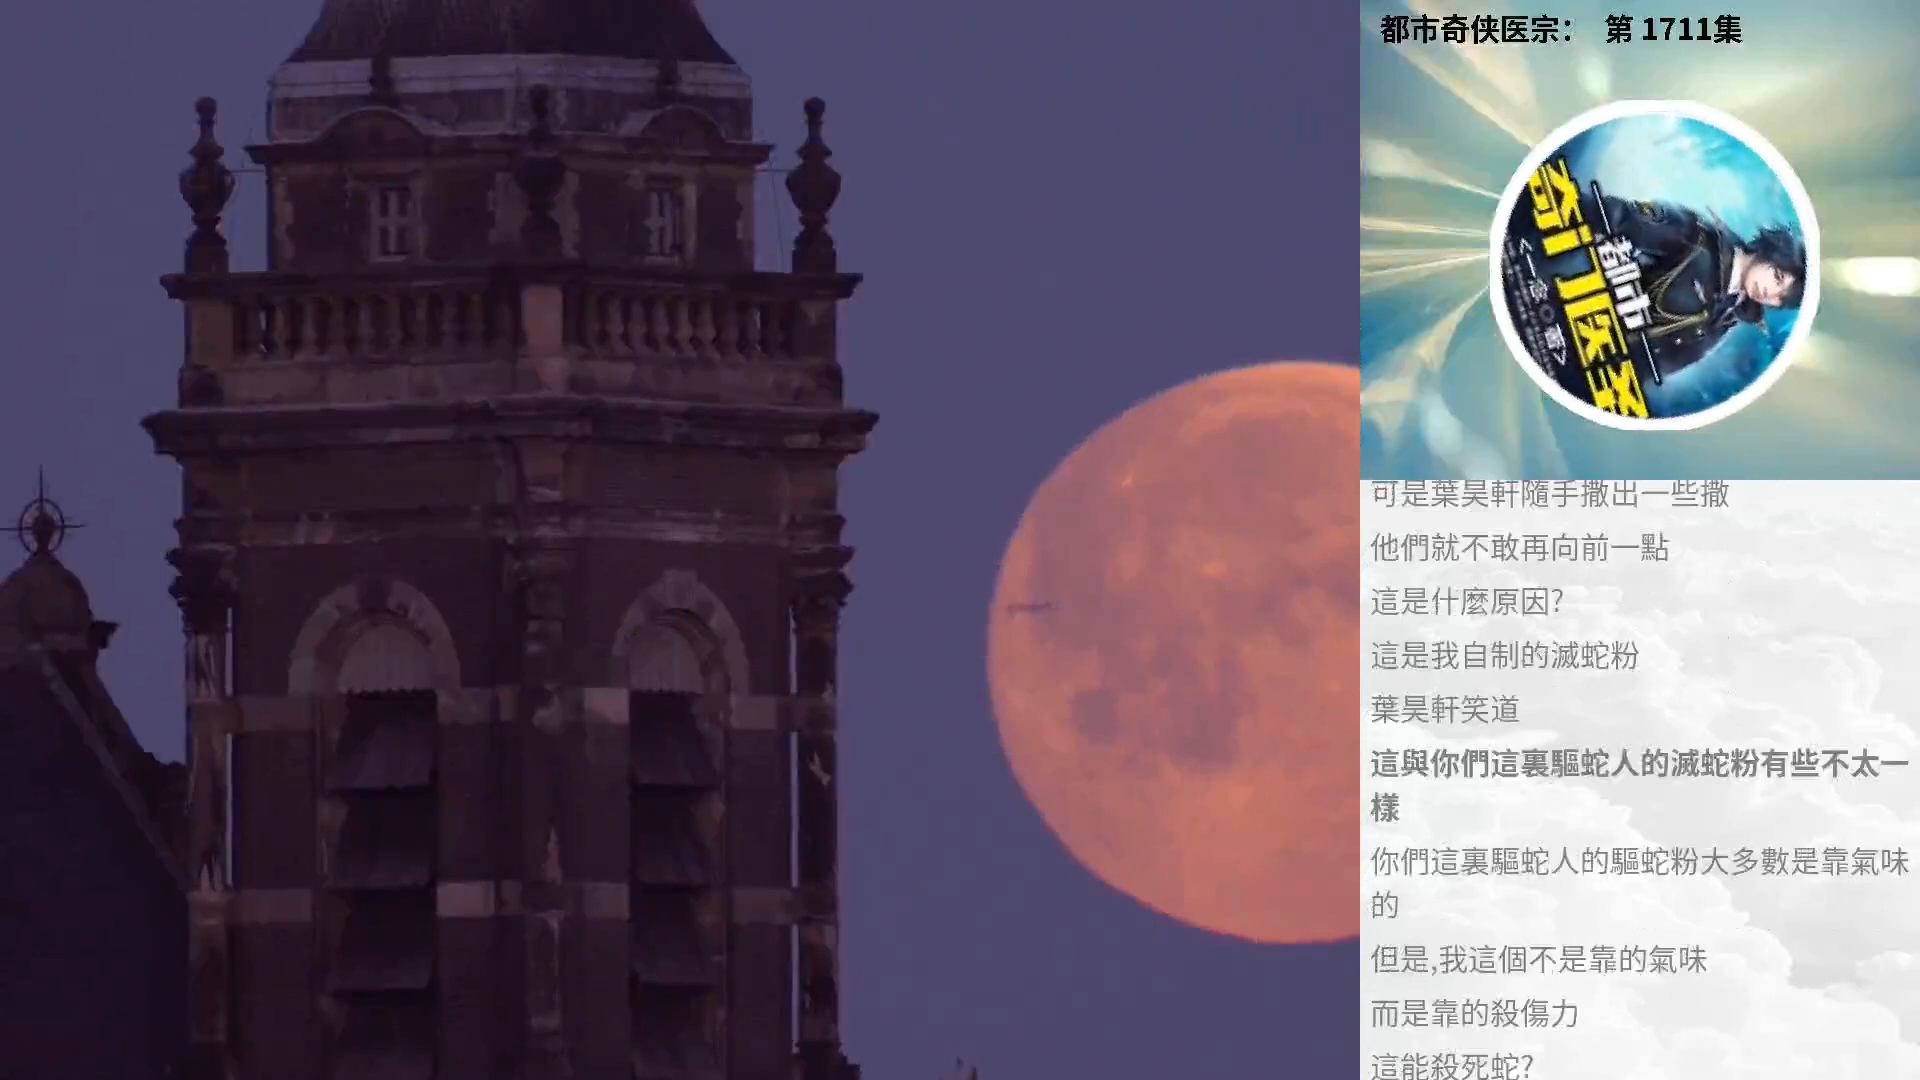 都市奇侠医宗： 第 1711集
奇门医圣
都市
可是葉昊軒隨手撒出一些撒
他們就不敢再向前一點
這是什麼原因?
這是我自制的滅蛇粉
葉昊軒笑道
這與你們這裏驅蛇人的滅蛇粉有些不太一
樣
你們這裏驅蛇人的驅蛇粉大多數是靠氣味
的
但是,我這個不是靠的氣味
而是靠的殺傷力
這能殺死蛇?